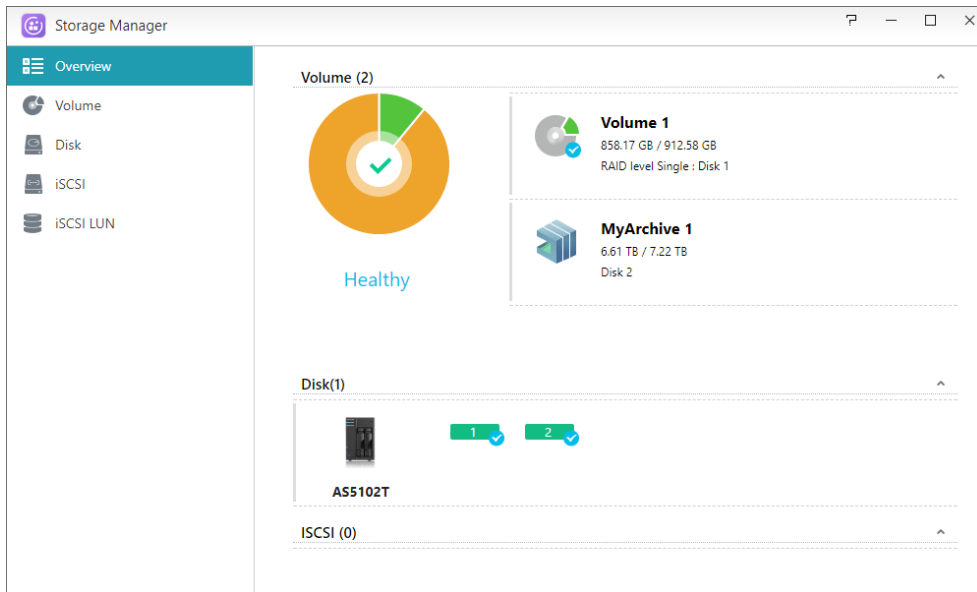 Storage Manager
Overview
Volume
Disk
iSCSI
iSCSI LUN
Volume (2)
Healthy
Volume 1
858.17 GB / 912.58 GB
RAID level Single : Disk 1
MyArchive 1
6.61 TB / 7.22 TB
Disk 2
Disk(1)
1
2
AS5102T
ISCSI (0)